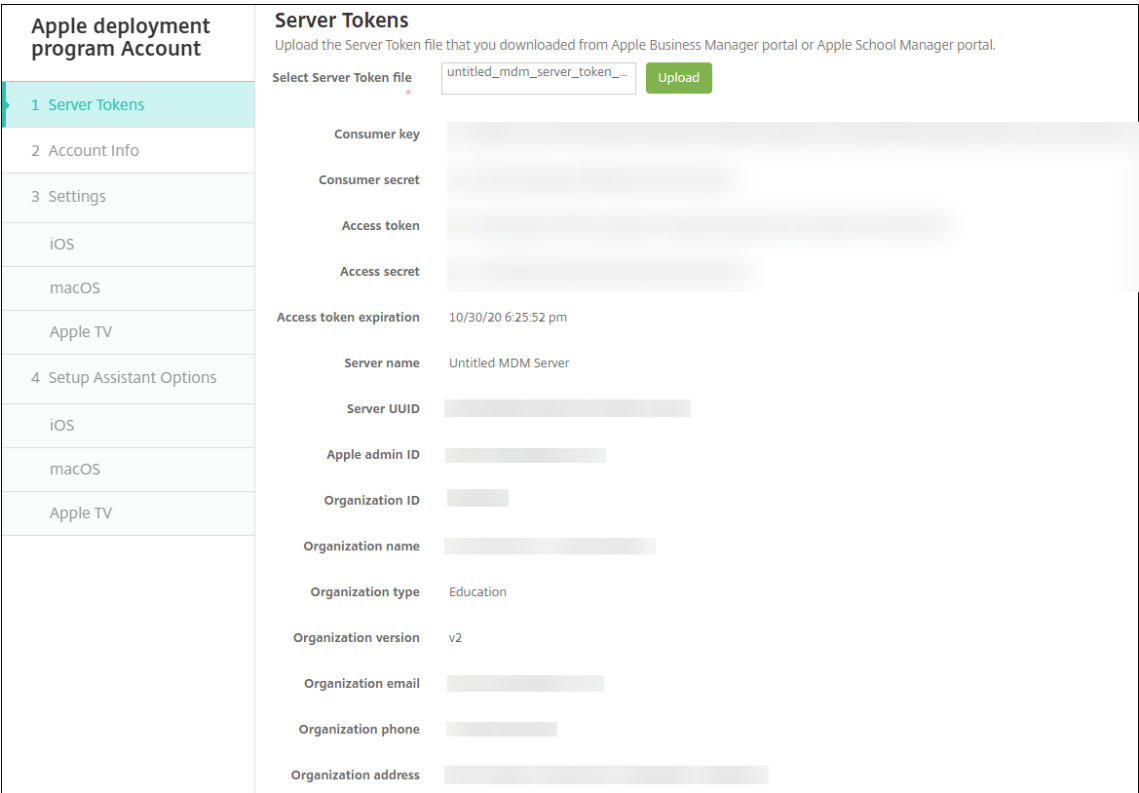 Apple deployment
program Account
1 Server Tokens
2 Account Info
3 Settings
iOS
macOS
Apple TV
4 Setup Assistant Options
iOS
macOS
Apple TV
Server Tokens
Upload the Server Token file that you downloaded from Apple Business Manager portal or Apple School Manager portal.
Select Server Token file untitled_mdm_server_token_... Upload
*
Consumer key
Consumer secret
Access token
Access secret
Access token expiration 10/30/20 6:25:52 pm
Server name Untitled MDM Server
Server UUID
Apple admin ID
Organization ID
Organization name
Organization type Education
Organization version v2
Organization email
Organization phone
Organization address